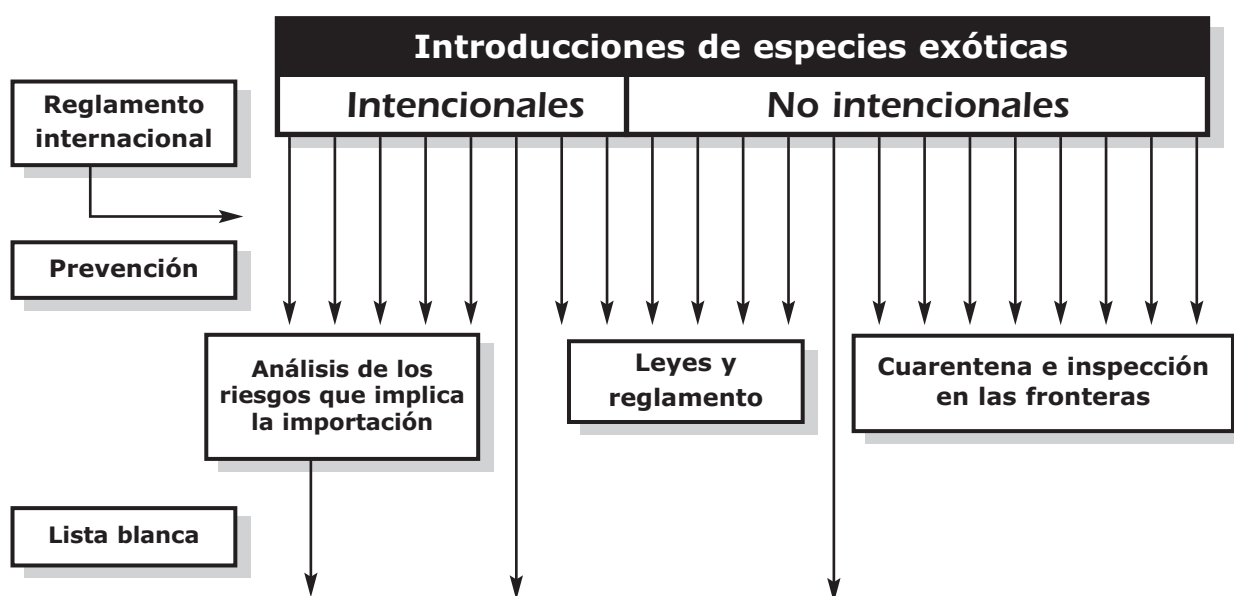 Introducciones de especies exóticas
Intencionales
No intencionales
Reglamento
internacional
Prevención
Análisis de los
riesgos que implica
la importación
Leyes y
reglamento
Cuarentena e inspección
en las fronteras
Lista blanca